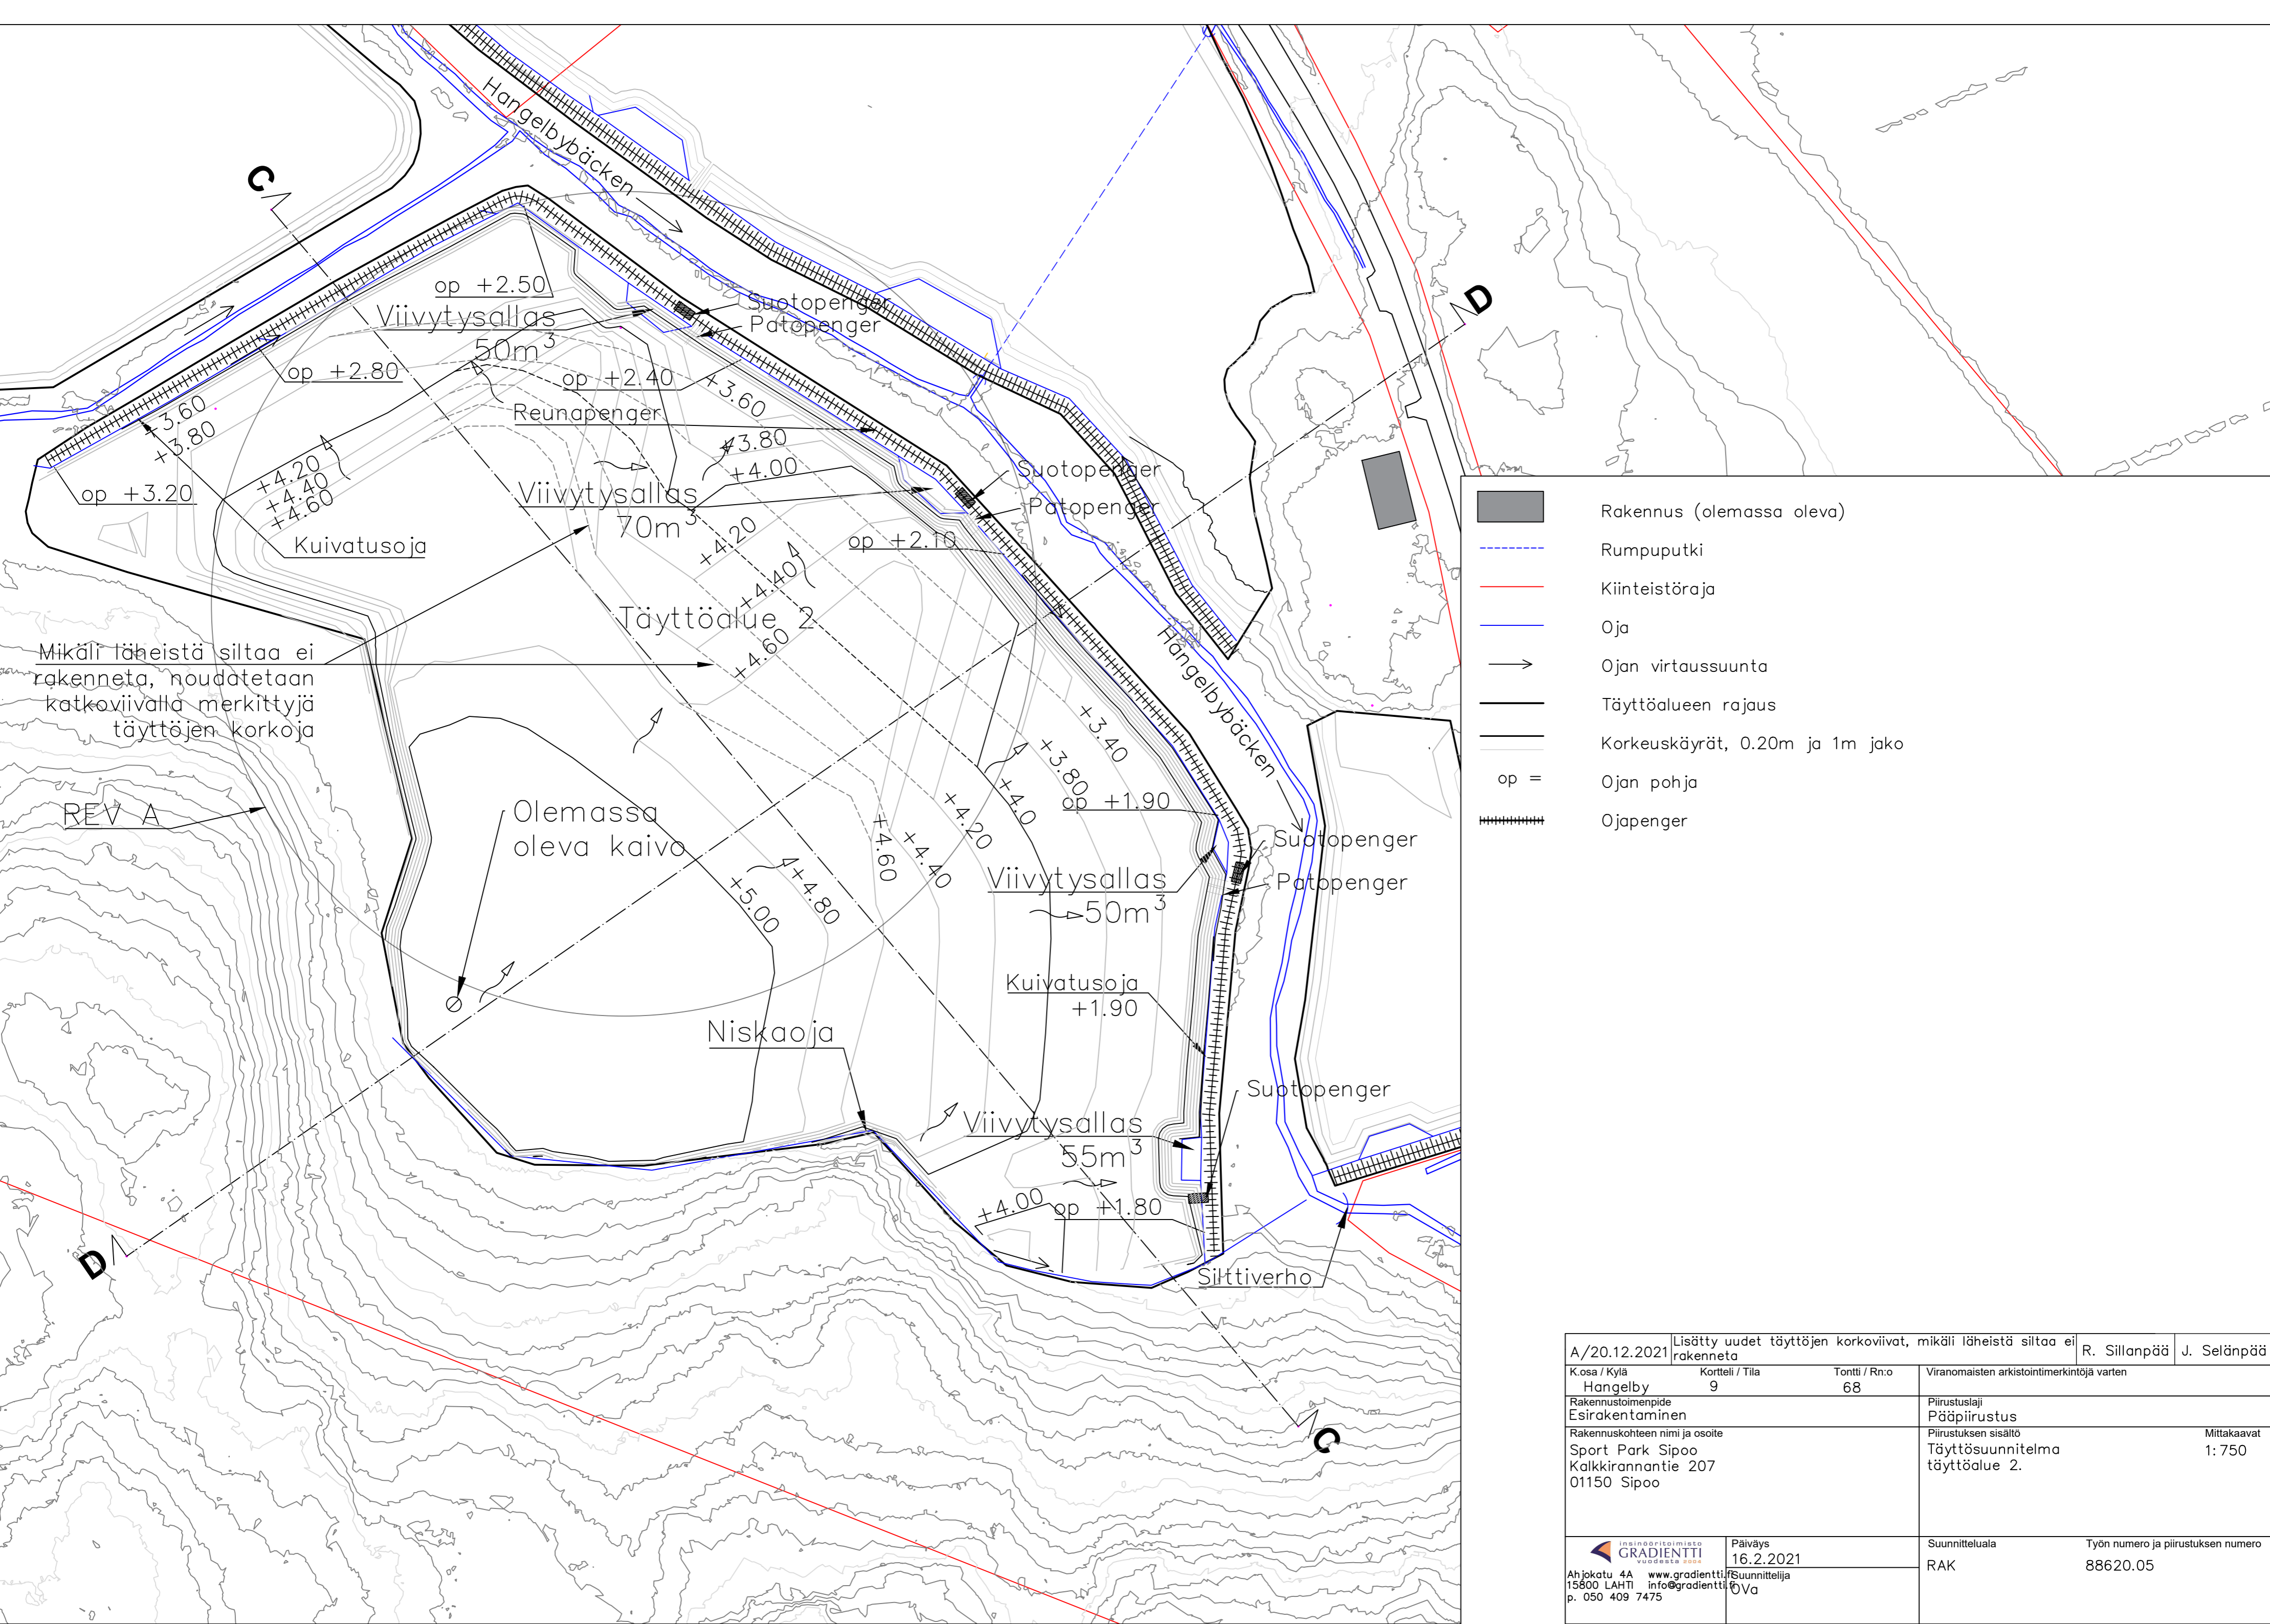 Hangelbybäcken
C
D
op +2.50
Suotopenger
Viivytysallas
50m³
Patopenger
op +2.80
op +2.40
+3.60
Reunapenger
+3.60
+3.80
+3.80
+4.00
+4.20
+4.40
+4.60
op +3.20
Suotopenger
Viivytysallas
70m³
Patopenger
Kuivatusoja
op +2.10
+4.20
+4.40
Täyttöalue 2
+4.60
Mikäli läheistä siltaa ei
rakenneta, noudatetaan
katkoviivalla merkittyjä
täyttöjen korkoja
Hangelbybäcken
+3.40
+3.80
REV A
Olemassa
oleva kaivo
op +1.90
+4.0
+4.20
+4.40
+4.60
+4.80
+5.00
Suotopenger
Viivytysallas
50m³
Patopenger
Kuivatusoja
+1.90
Niskaoja
Suotopenger
Viivytysallas
55m³
+4.00
op +1.80
Silttiverho
D
C
Rakennus (olemassa oleva)
Rumpuputki
Kiinteistöraja
Oja
Ojan virtaussuunta
Täyttöalueen rajaus
Korkeuskäyrät, 0.20m ja 1m jako
op = Ojan pohja
Ojapenger
A/20.12.2021 Lisätty uudet täyttöjen korkoviivat, mikäli läheistä siltaa ei rakenneta R. Sillanpää J. Selänpää
K.osa / Kylä Kortteli / Tila Tontti / Rn:o Viranomaisten arkistointimerkintöjä varten
Hangelby 9 68
Rakennustoimenpide Piirustuslaji
Esirakentaminen Pääpiirustus
Rakennuskohteen nimi ja osoite Piirustuksen sisältö Mittakaavat
Sport Park Sipoo Täyttösuunnitelma 1:750
Kalkkirannantie 207 täyttöalue 2.
01150 Sipoo
insinööritoimisto
GRADIENTTI
vuodesta 2004
Päiväys Suunnitteluala Työn numero ja piirustuksen numero
16.2.2021 RAK 88620.05
Ahjokatu 4A www.gradientti.fi Suunnittelija
15800 LAHTI info@gradientti.fi OVa
p. 050 409 7475